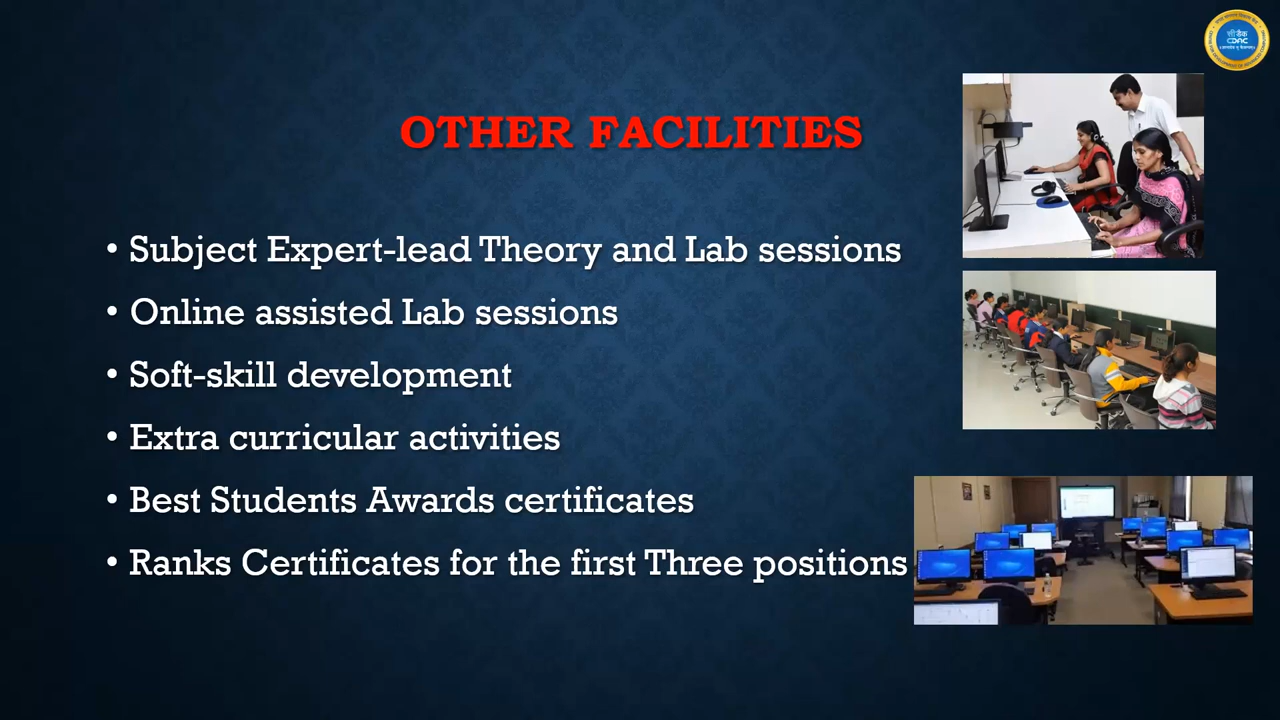 सीडैक
CDAC
OTHER FACILITIES
• Subject Expert-lead Theory and Lab sessions
• Online assisted Lab sessions
• Soft-skill development
• Extra curricular activities
• Best Students Awards certificates
• Ranks Certificates for the first Three positions